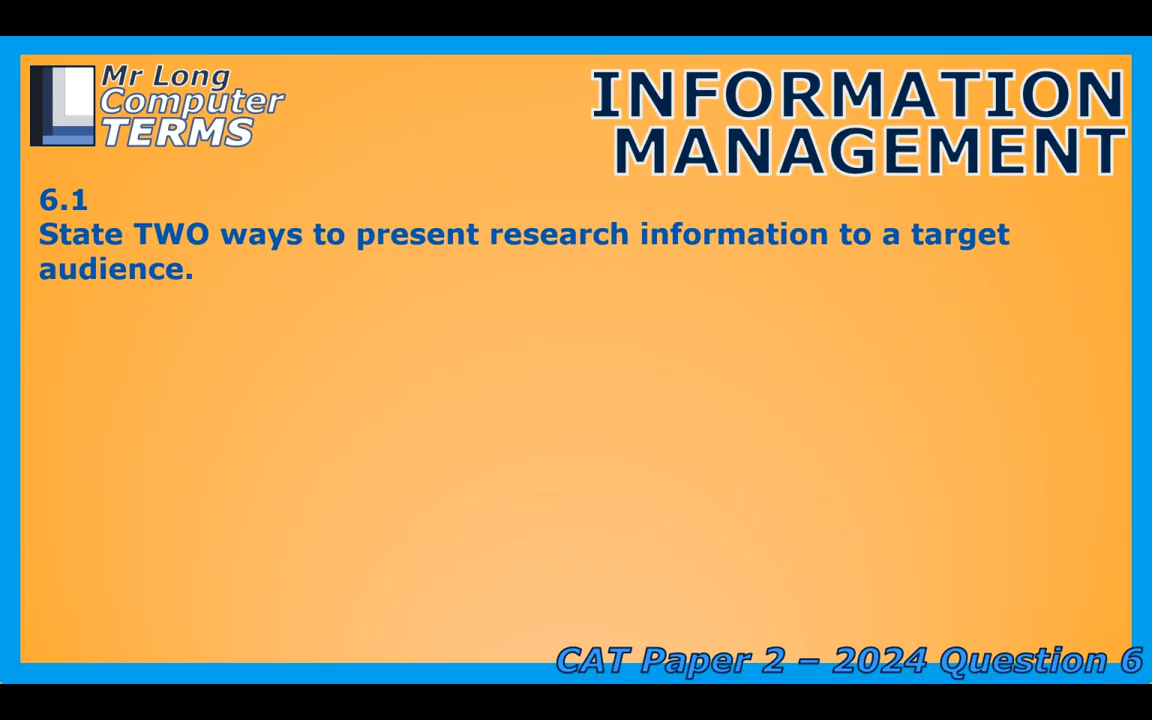 Mr Long
Computer
TERMS
INFORMATION
MANAGEMENT
6.1
State TWO ways to present research information to a target
audience.
CAT Paper 2 – 2024 Question 6